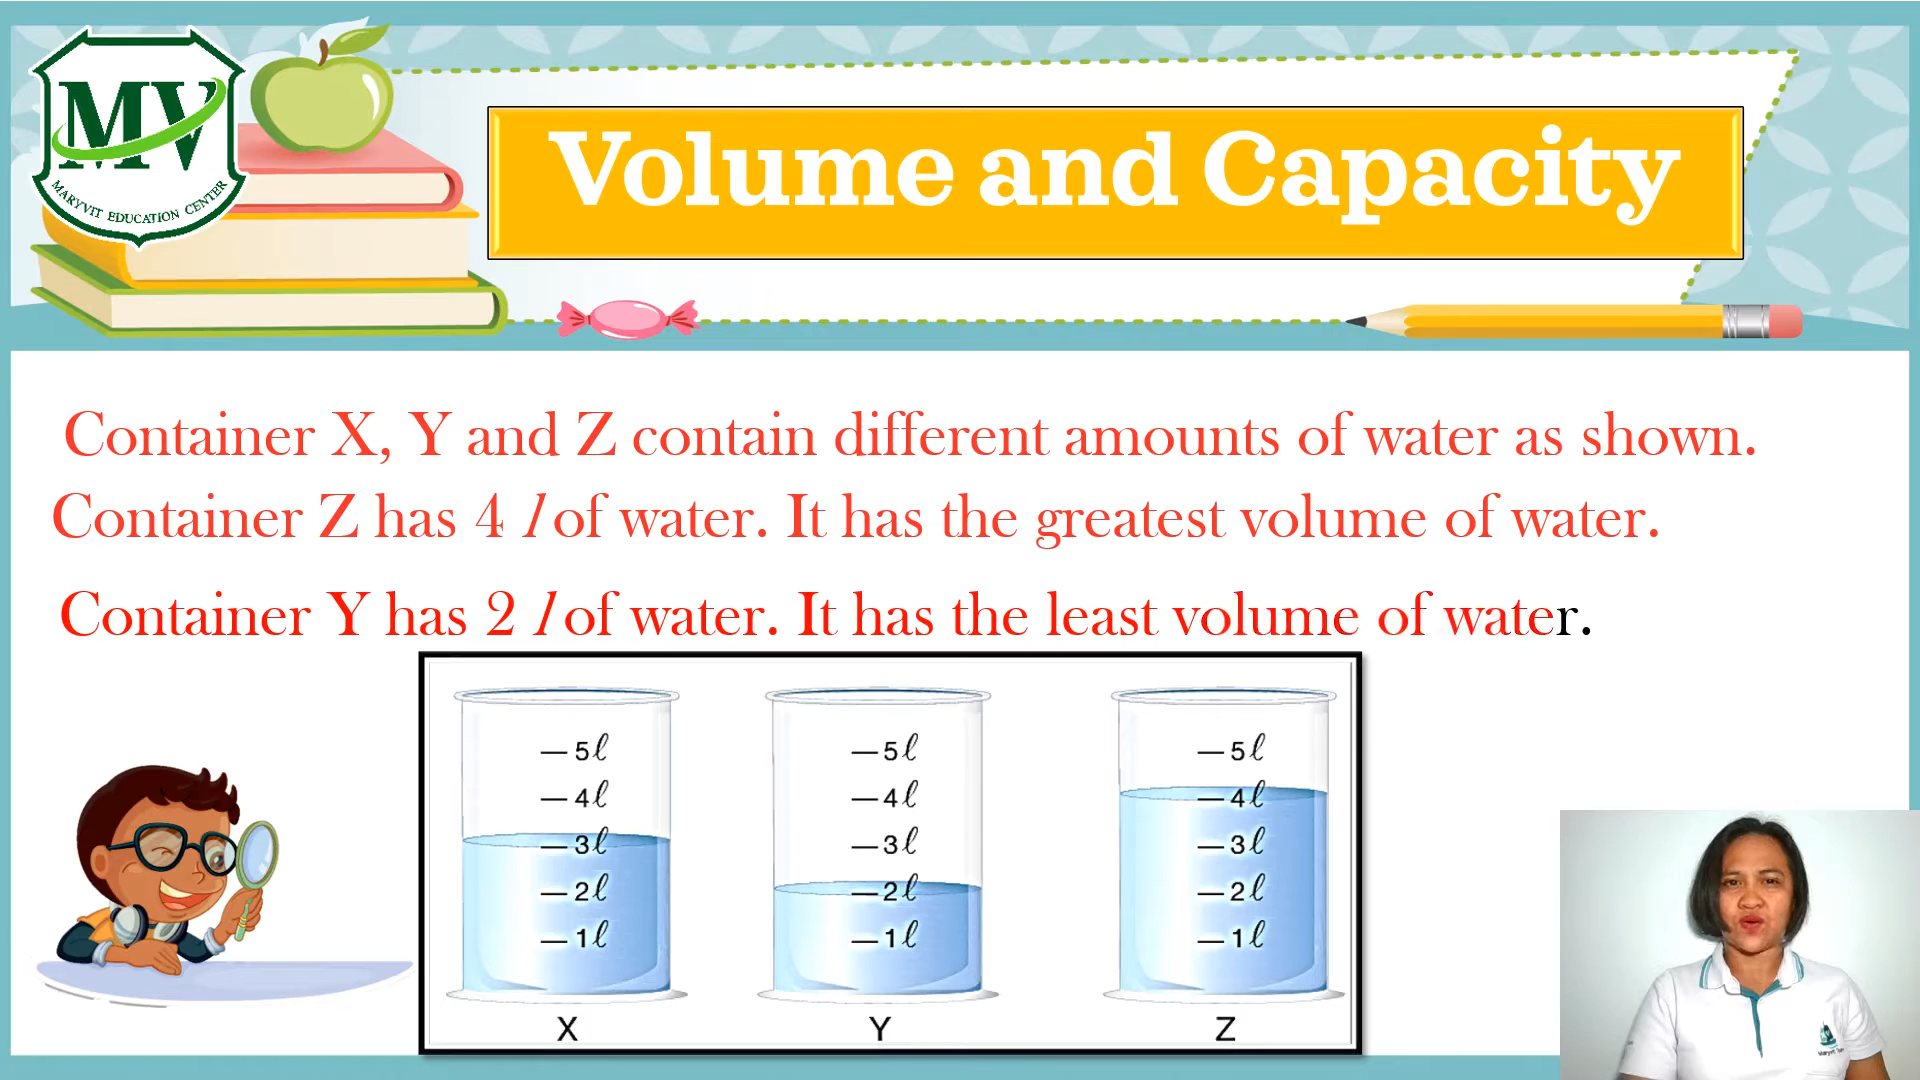 MV
MARYVIT EDUCATION CENTER
Volume and Capacity
Container X, Y and Z contain different amounts of water as shown.
Container Z has 4 l of water. It has the greatest volume of water.
Container Y has 2 l of water. It has the least volume of water.
5ℓ
4ℓ
3ℓ
2ℓ
1ℓ
X
5ℓ
4ℓ
3ℓ
2ℓ
1ℓ
Y
5ℓ
4ℓ
3ℓ
2ℓ
1ℓ
Z